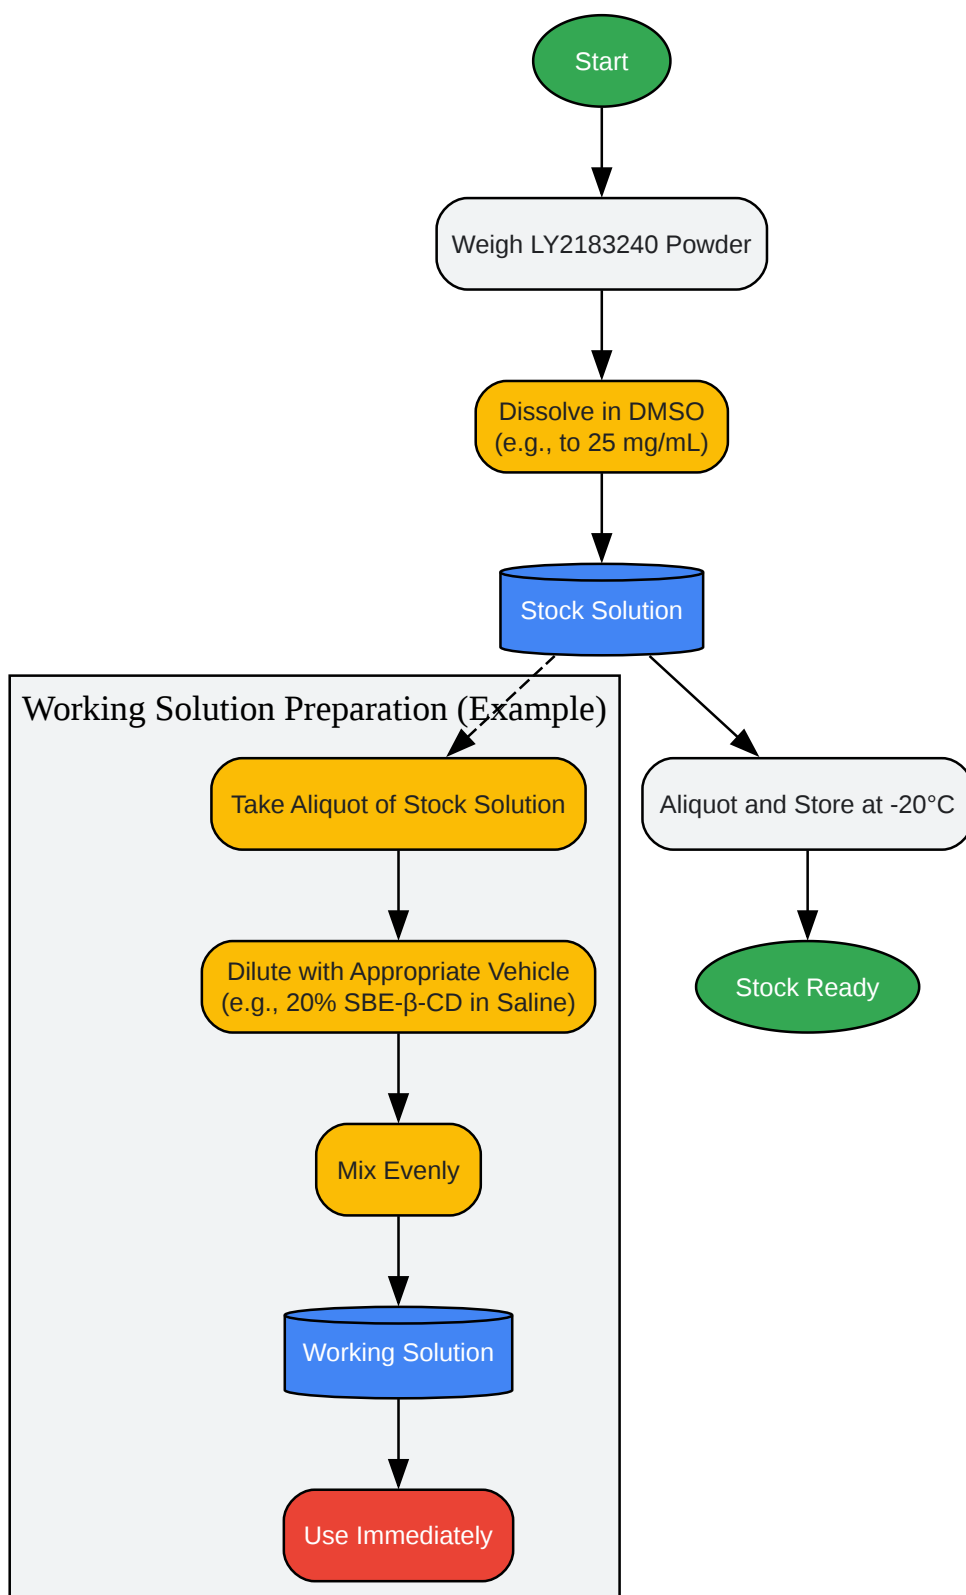 Start
Weigh LY2183240 Powder
Dissolve in DMSO
(e.g., to 25 mg/mL)
Stock Solution
Working Solution Preparation (Example)
Take Aliquot of Stock Solution
Aliquot and Store at -20°C
Dilute with Appropriate Vehicle
(e.g., 20% SBE-β-CD in Saline)
Stock Ready
Mix Evenly
Working Solution
Use Immediately